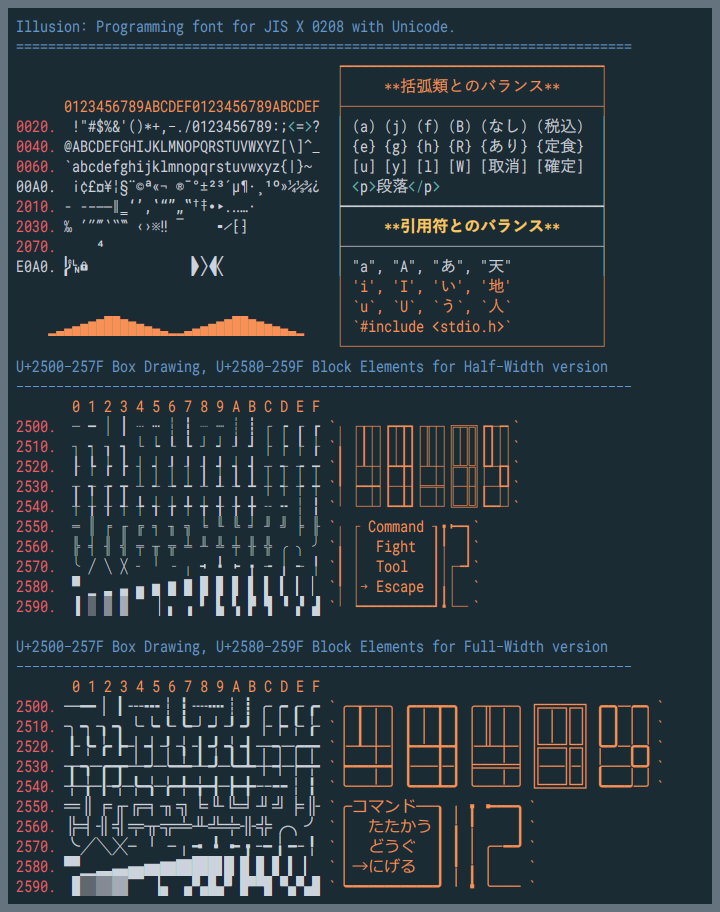 Illusion: Programming font for JIS X 0208 with Unicode.
===========================================================================
**括弧類とのバランス**
0123456789ABCDEF0123456789ABCDEF
0020. !"#$%&'()*+,-./0123456789:;<=>?
0040. @ABCDEFGHIJKLMNOPQRSTUVWXYZ[\]^_
0060. `abcdefghijklmnopqrstuvwxyz{|}~
00A0. ¡¢£¤¥¦§¨©ª«¬ ®¯°±²³´µ¶·¸¹º»¼½¾¿
2010.
2030.
2070. ⁴
E0A0.
(a) (j) (f) (B) (なし) (税込)
{e} {g} {h} {R} {あり} {定食}
[u] [y] [l] [W] [取消] [確定]
<p>段落</p>
**引用符とのバランス**
"a", "A", "あ", "天"
'i', 'I', 'い', '地'
`u`, `U`, `う`, `人`
`#include <stdio.h>`
U+2500-257F Box Drawing, U+2580-259F Block Elements for Half-Width version
0 1 2 3 4 5 6 7 8 9 A B C D E F
2500.
2510.
2520.
2530.
2540.
2550.
2560.
2570.
2580.
2590.
Command
Fight
Tool
→ Escape
U+2500-257F Box Drawing, U+2580-259F Block Elements for Full-Width version
0 1 2 3 4 5 6 7 8 9 A B C D E F
2500.
2510.
2520.
2530.
2540.
2550.
2560.
2570.
2580.
2590.
コマンド
たたかう
どうぐ
→にげる